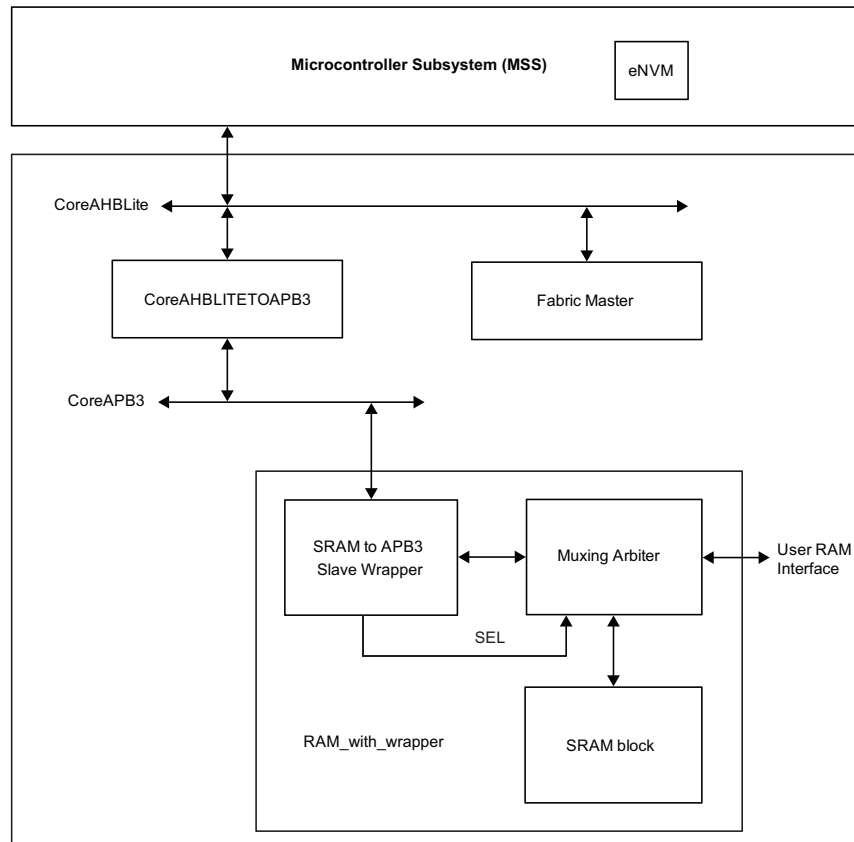 Microcontroller Subsystem (MSS)
eNVM
CoreAHBLite
CoreAHBLITETOAPB3
Fabric Master
CoreAPB3
SRAM to APB3
Slave Wrapper
Muxing Arbiter
User RAM
Interface
SEL
RAM_with_wrapper
SRAM block